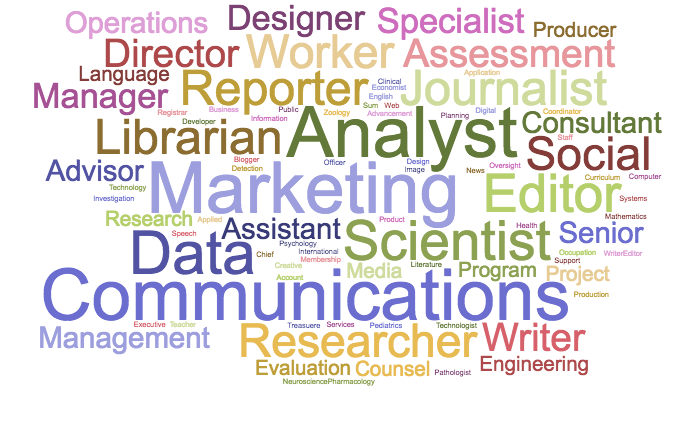 Operations Designer Specialist Producer
Director Worker Assessment
Language Clinical Application
Manager Reporter Economist Journalist
English
Business Public Sum Web
Registrar Developer Information Zoology Advancement Planning Digital Coordinator
Librarian Analyst Consultant
Staff
Blogger Officer Design Social
Advisor Detection Image News Oversight Curriculum Computer
Technology Marketing Editor
Investigation Systems
Research Applied Product Mathematics
Speech Assistant Scientist Health Senior
Data Psychology International
Chief Membership Literature Occupation WriterEditor
Creative Media Program Support Project
Account
Communications Production
Executive Teacher Treasuere Services Pediatrics Technologist
Management Researcher Writer
Evaluation Counsel Pathologist Engineering
NeurosciencePharmacology